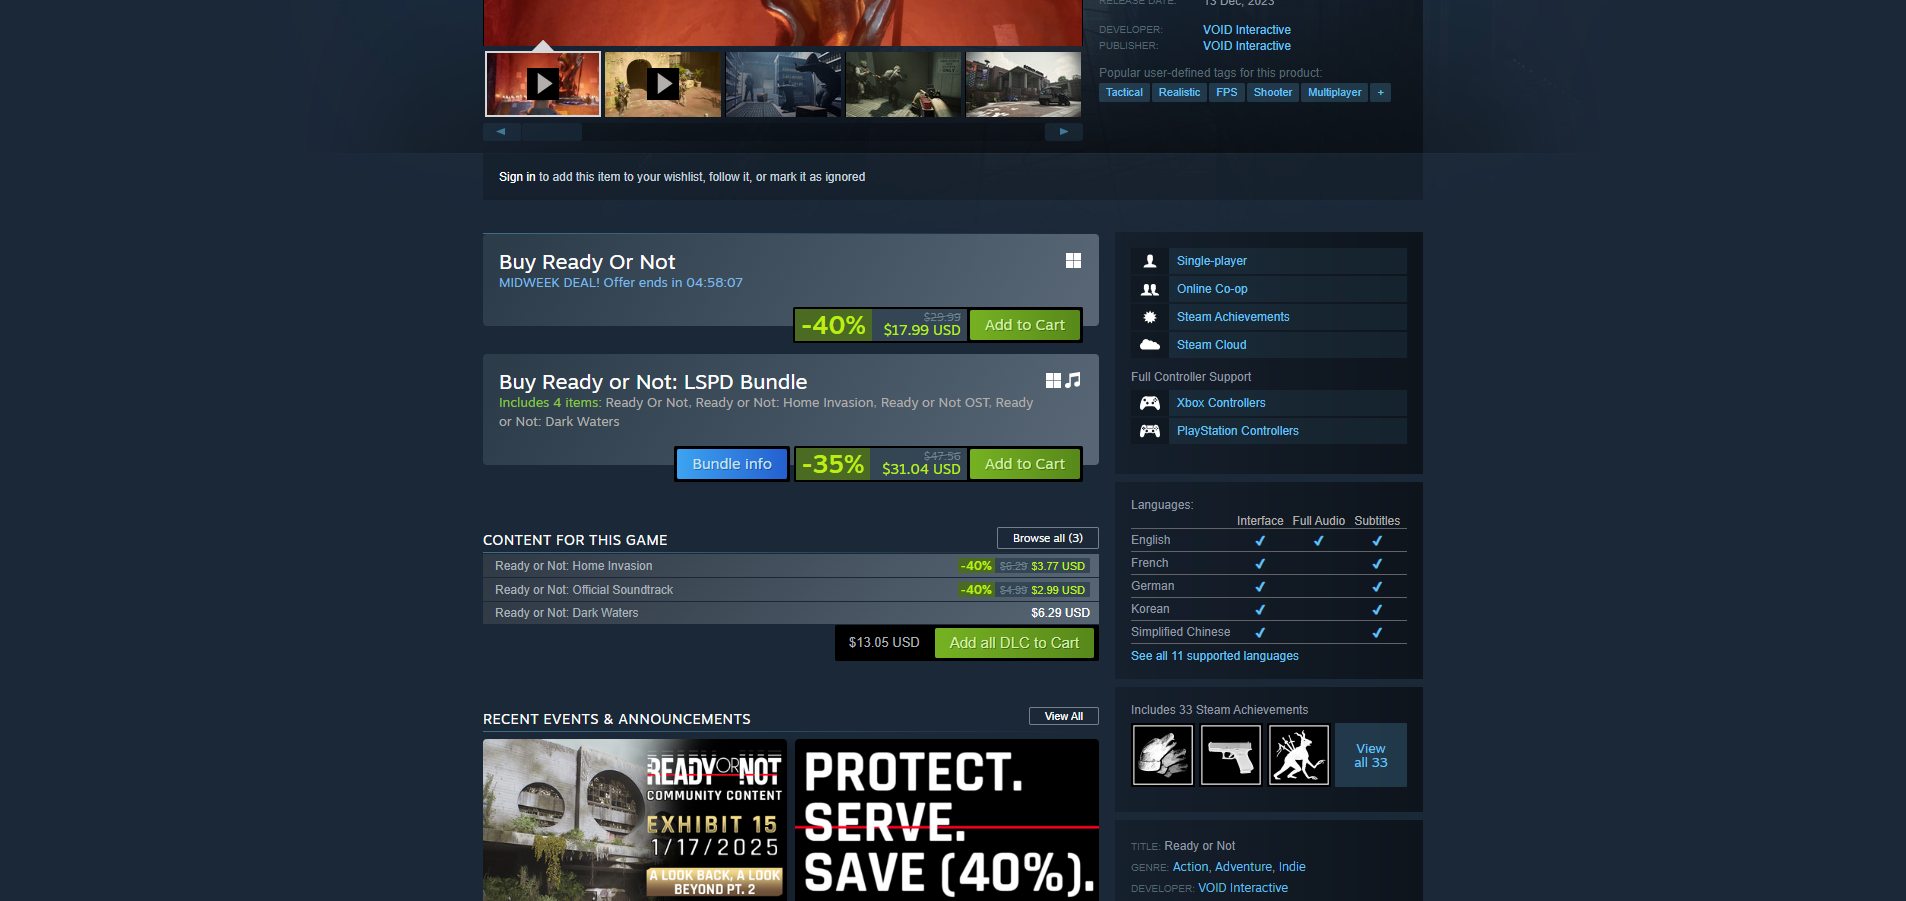 RELEASE DATE: 13 Dec, 2023
DEVELOPER: VOID Interactive
PUBLISHER: VOID Interactive
Popular user-defined tags for this product:
Tactical Realistic FPS Shooter Multiplayer +
Sign in to add this item to your wishlist, follow it, or mark it as ignored
Buy Ready Or Not
MIDWEEK DEAL! Offer ends in 04:58:07
-40% $29.99 $17.99 USD Add to Cart
Buy Ready or Not: LSPD Bundle
Includes 4 items: Ready Or Not, Ready or Not: Home Invasion, Ready or Not OST, Ready
or Not: Dark Waters
Bundle info -35% $47.56 $31.04 USD Add to Cart
CONTENT FOR THIS GAME Browse all (3)
Ready or Not: Home Invasion -40% $6.29 $3.77 USD
Ready or Not: Official Soundtrack -40% $4.99 $2.99 USD
Ready or Not: Dark Waters $6.29 USD
$13.05 USD Add all DLC to Cart
RECENT EVENTS & ANNOUNCEMENTS View All
READY OR NOT
COMMUNITY CONTENT
EXHIBIT 15
1/17/2025
A LOOK BACK, A LOOK
BEYOND PT. 2
PROTECT.
SERVE.
SAVE (40%).
Single-player
Online Co-op
Steam Achievements
Steam Cloud
Full Controller Support
Xbox Controllers
PlayStation Controllers
Languages:
Interface Full Audio Subtitles
English ✔ ✔ ✔
French ✔ ✔
German ✔ ✔
Korean ✔ ✔
Simplified Chinese ✔ ✔
See all 11 supported languages
Includes 33 Steam Achievements
View
all 33
TITLE: Ready or Not
GENRE: Action, Adventure, Indie
DEVELOPER: VOID Interactive